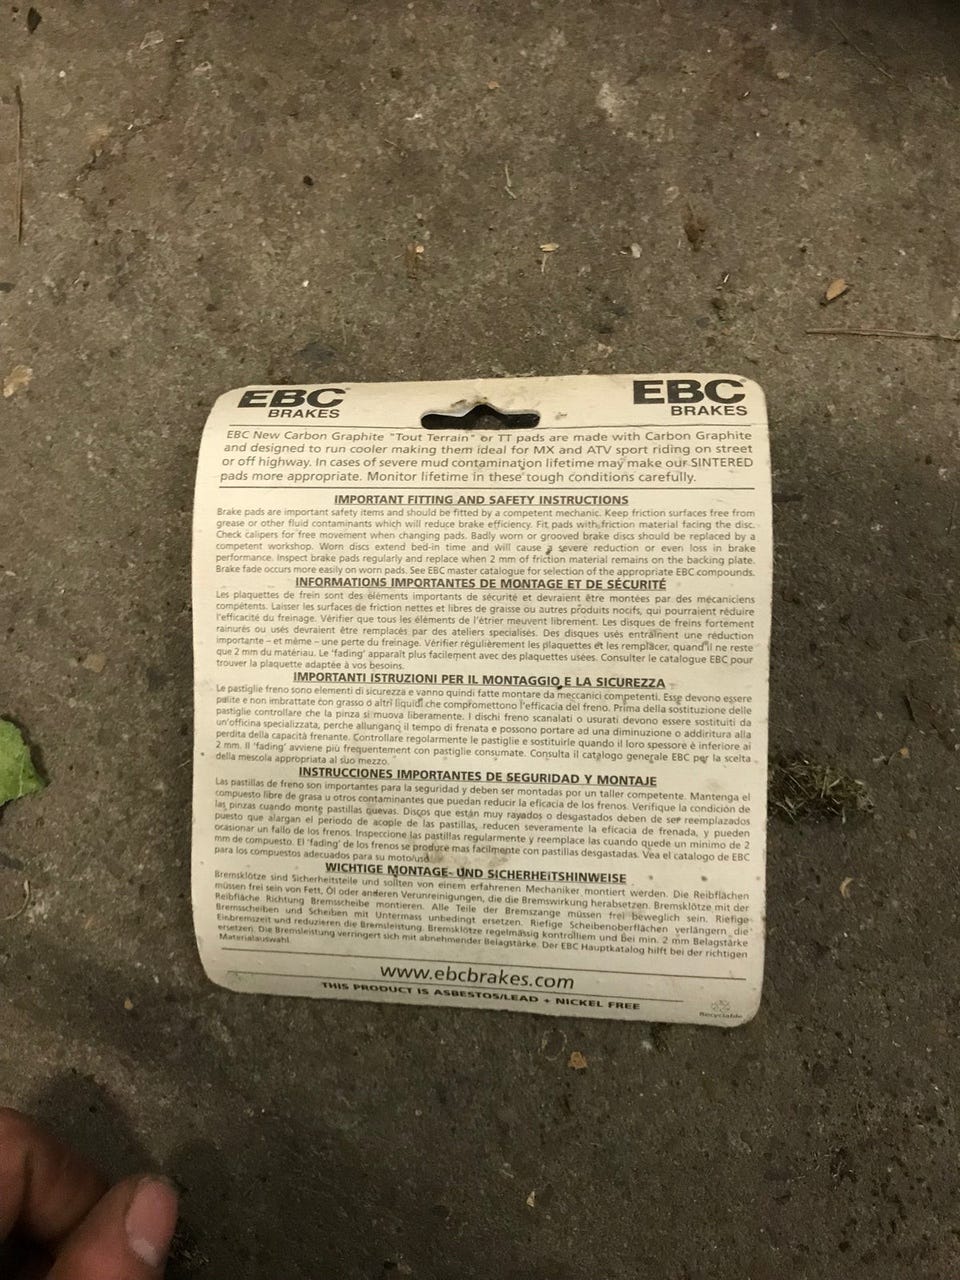 EBC BRAKES
EBC BRAKES
EBC New Carbon Graphite "Tout Terrain" or TT pads are made with Carbon Graphite
and designed to run cooler making them ideal for MX and ATV sport riding on street
or off highway. In cases of severe mud contamination lifetime may make our SINTERED
pads more appropriate. Monitor lifetime in these tough conditions carefully.
IMPORTANT FITTING AND SAFETY INSTRUCTIONS
Brake pads are important safety items and should be fitted by a competent mechanic. Keep friction surfaces free from
grease or other fluid contaminants which will reduce brake efficiency. Fit pads with friction material facing the disc.
Check calipers for free movement when changing pads. Badly worn or grooved brake discs should be replaced by a
competent workshop. Worn discs extend bed-in time and will cause a severe reduction or even loss in brake
performance. Inspect brake pads regularly and replace when 2 mm of friction material remains on the backing plate.
Brake fade occurs more easily on worn pads. See EBC master catalogue for selection of the appropriate EBC compounds.
INFORMATIONS IMPORTANTES DE MONTAGE ET DE SÉCURITÉ
Les plaquettes de frein sont des éléments importants de sécurité et devraient être montées par des mécaniciens
compétents. Laisser les surfaces de friction nettes et libres de graisse ou autres produits nocifs, qui pourraient réduire
l'efficacité du freinage. Vérifier que tous les éléments de l'étrier meuvent librement. Les disques de freins fortement
rainurés ou usés devraient être remplacés par des ateliers specialisés. Des disques usés entraînent une réduction
importante – et même – une perte du freinage. Vérifier régulièrement les plaquettes et les remplacer, quand il ne reste
que 2 mm du matériau. Le 'fading' apparaît plus facilement avec des plaquettes usées. Consulter le catalogue EBC pour
trouver la plaquette adaptée à vos besoins.
IMPORTANTI ISTRUZIONI PER IL MONTAGGIO E LA SICUREZZA
Le pastiglie freno sono elementi di sicurezza e vanno quindi fatte montare da meccanici competenti. Esse devono essere
pulite e non imbrattate con grasso o altri liquidi che compromettono l'efficacia del freno. Prima della sostituzione delle
pastiglie controllare che la pinza si muova liberamente. I dischi freno scanalati o usurati devono essere sostituiti da
un'officina specializzata, perche allungano il tempo di frenata e possono portare ad una diminuzione o addiritura alla
perdita della capacità frenante. Controllare regolarmente le pastiglie e sostituirle quando il loro spessore è inferiore ai
2 mm. Il 'fading' avviene più frequentemente con pastiglie consumate. Consulta il catalogo generale EBC per la scelta
della mescola appropriata al suo mezzo.
INSTRUCCIONES IMPORTANTES DE SEGURIDAD Y MONTAJE
Las pastillas de freno son importantes para la seguridad y deben ser montadas por un taller competente. Mantenga el
compuesto libre de grasa u otros contaminantes que puedan reducir la eficacia de los frenos. Verifique la condición de
las pinzas cuando monte pastillas nuevas. Discos que están muy rayados o desgastados deben de ser reemplazados
puesto que alargan el periodo de acople de las pastillas, reducen severamente la eficacia de frenada, y pueden
ocasionar un fallo de los frenos. Inspeccione las pastillas regularmente y reemplace las cuando quede un minimo de 2
mm de compuesto. El 'fading' de los frenos se produce mas facilmente con pastillas desgastadas. Vea el catalogo de EBC
para los compuestos adecuados para su moto/uso.
WICHTIGE MONTAGE- UND SICHERHEITSHINWEISE
Bremsklötze sind Sicherheitsteile und sollten von einem erfahrenen Mechaniker montiert werden. Die Reibflächen
müssen frei sein von Fett, Öl oder anderen Verunreinigungen, die die Bremswirkung herabsetzen. Bremsklötze mit der
Reibfläche Richtung Bremsscheibe montieren. Alle Teile der Bremszange müssen frei beweglich sein. Riefige
Bremsscheiben und Scheiben mit Untermass unbedingt ersetzen. Riefige Scheibenoberflächen verlängern die
Einbremszeit und reduzieren die Bremsleistung. Bremsklötze regelmässig kontrolliern und bei min. 2 mm Belagstärke
ersetzen. Die Bremsleistung verringert sich mit abnehmender Belagstärke. Der EBC Hauptkatalog hilft bei der richtigen
Materialauswahl.
www.ebcbrakes.com
THIS PRODUCT IS ASBESTOS/LEAD + NICKEL FREE
Recyclable